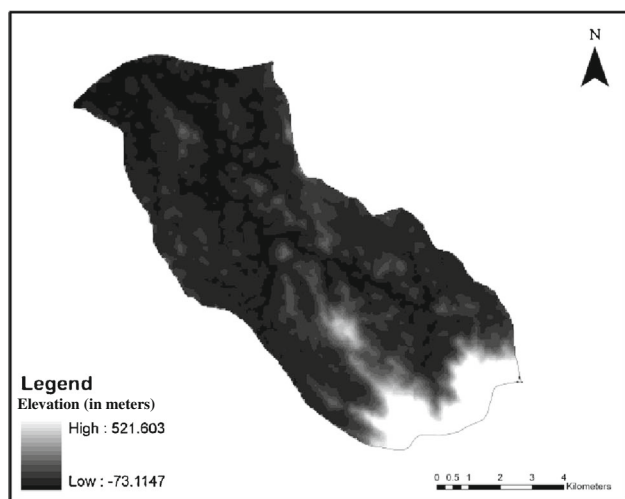 N
Legend
Elevation (in meters)
High : 521.603
Low : -73.1147
0 0.5 1 2 3 4
Kilometers